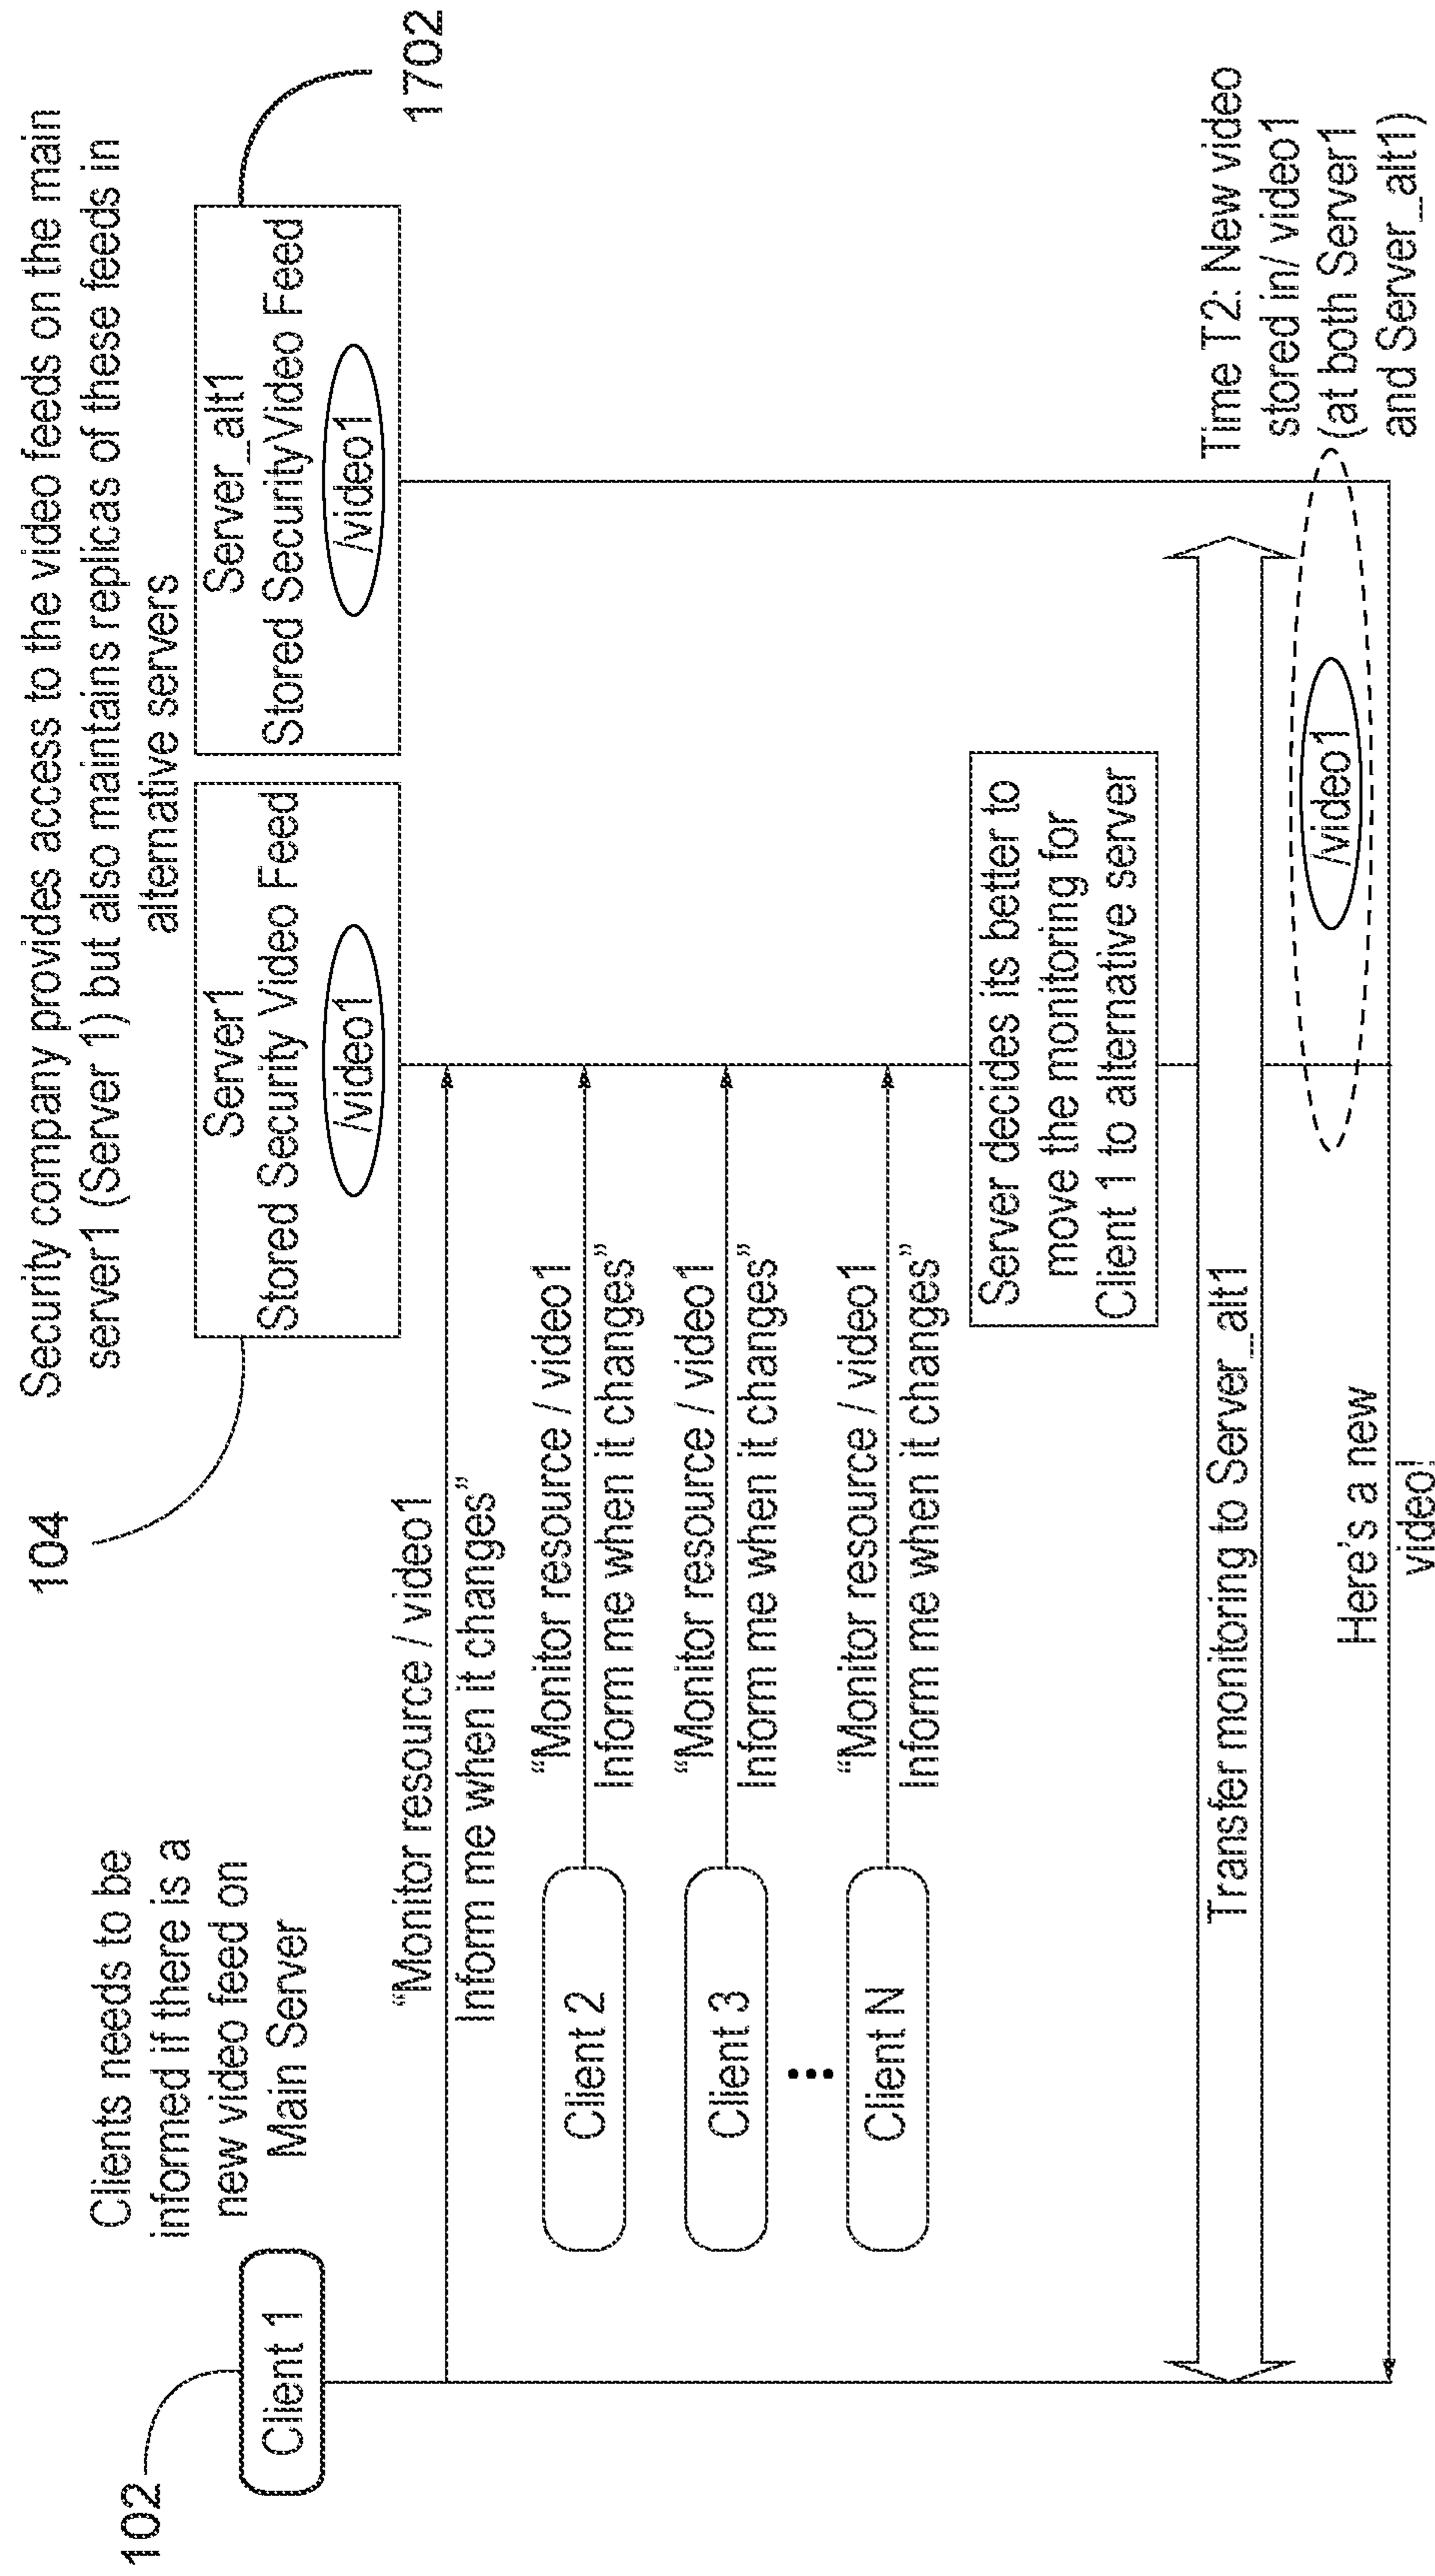 102
Client 1
Clients needs to be
informed if there is a
new video feed on
Main Server
104
Security company provides access to the video feeds on the main
server1 (Server 1) but also maintains replicas of these feeds in
alternative servers
Server1
Stored Security Video Feed
/video1
Server_alt1
Stored SecurityVideo Feed
/video1
1702
“Monitor resource / video1
Inform me when it changes”
Client 2
“Monitor resource / video1
Inform me when it changes”
Client 3
“Monitor resource / video1
Inform me when it changes”
Client N
“Monitor resource / video1
Inform me when it changes”
Server decides its better to
move the monitoring for
Client 1 to alternative server
Transfer monitoring to Server_alt1
Time T2: New video
stored in/ video1
(at both Server1
and Server_alt1)
/video1
Here's a new
video!